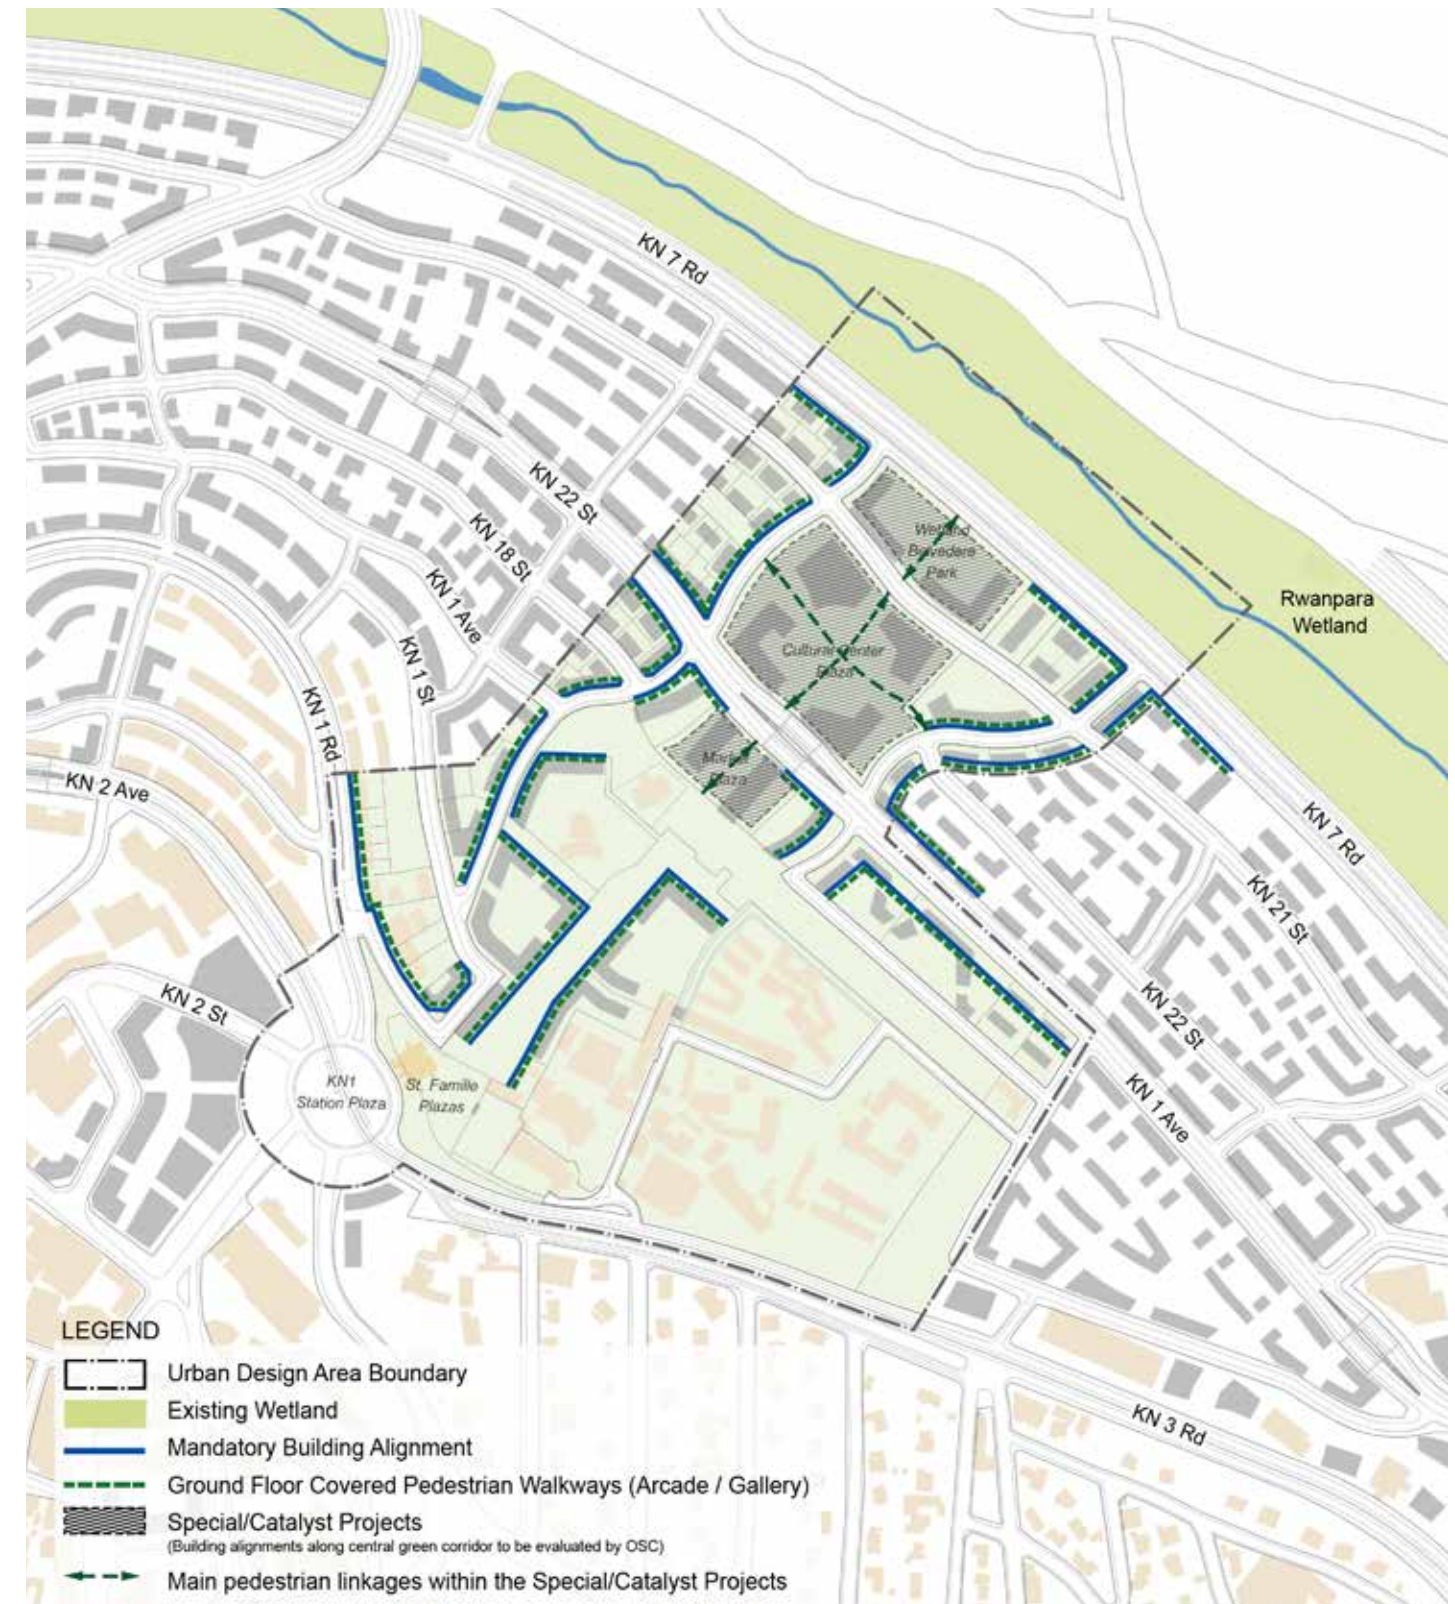 KN 7 Rd
KN 22 St
KN 18 St
KN 1 Ave
KN 1 St
KN 1 Rd
KN 2 Ave
KN 2 St
Wetland
Belvedere
Park
Rwanpara
Wetland
Cultural Center
Plaza
Market
Plaza
KN 7 Rd
KN 21 St
KN 22 St
KN 1 Ave
KN1
Station Plaza
St. Famille
Plazas
KN 3 Rd
LEGEND
Urban Design Area Boundary
Existing Wetland
Mandatory Building Alignment
Ground Floor Covered Pedestrian Walkways (Arcade / Gallery)
Special/Catalyst Projects
(Building alignments along central green corridor to be evaluated by OSC)
Main pedestrian linkages within the Special/Catalyst Projects